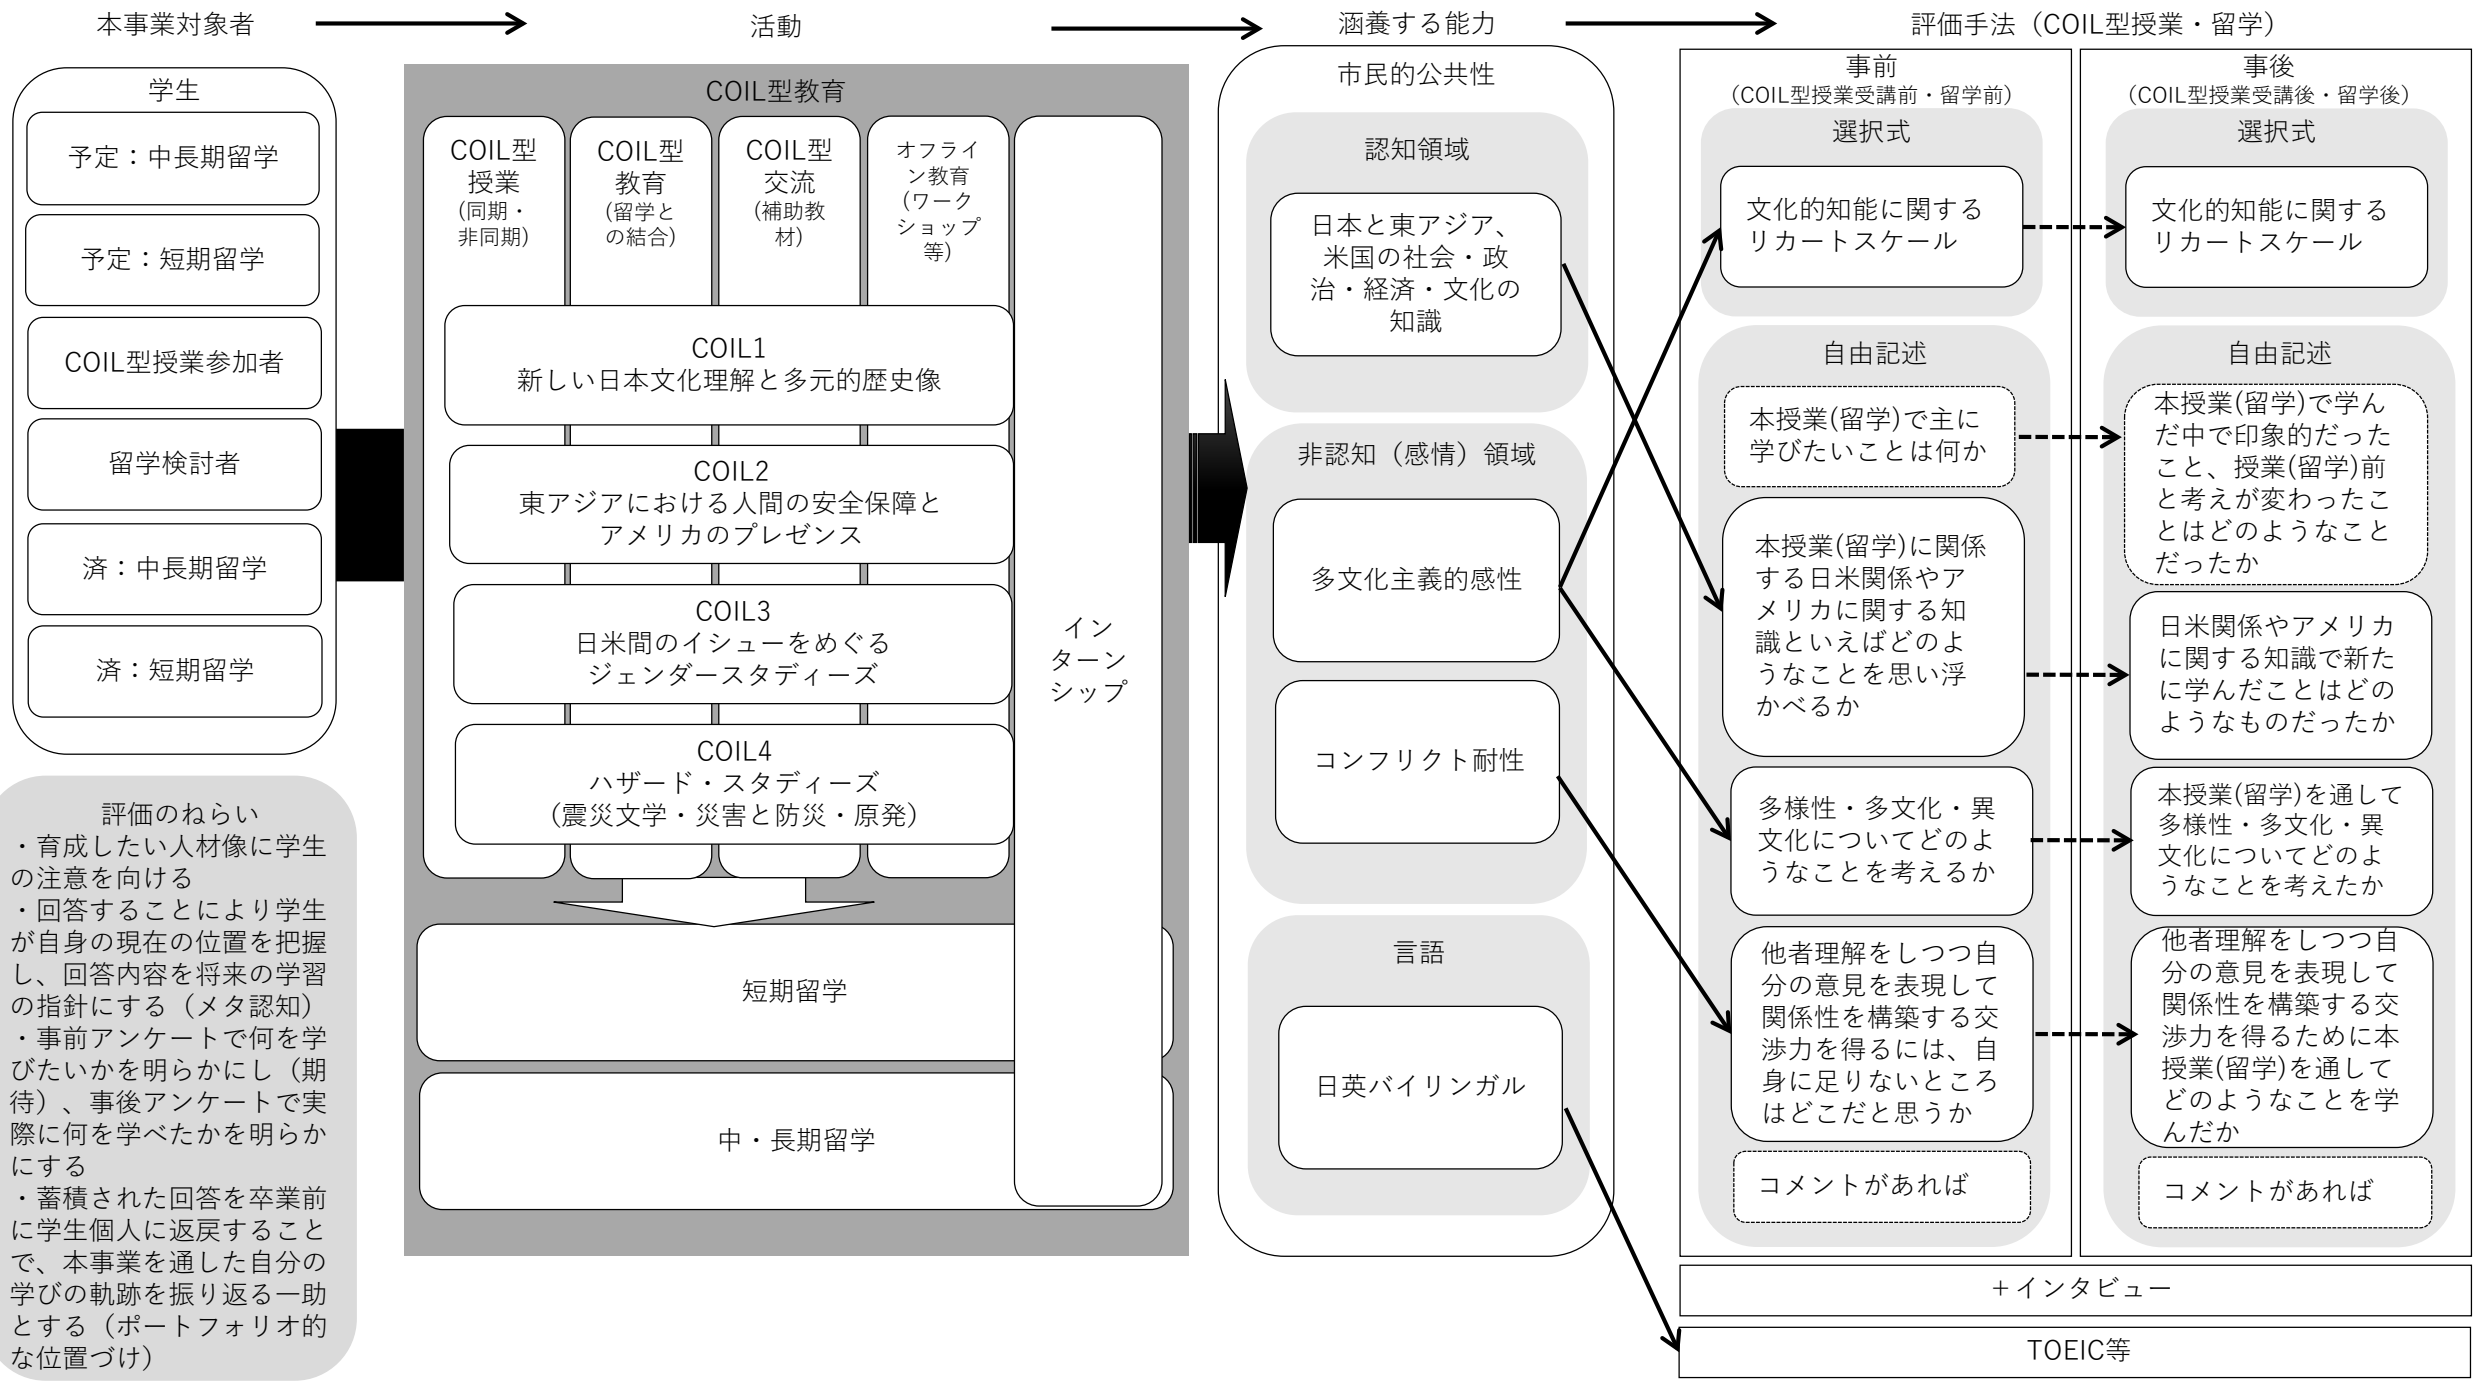 本事業対象者
活動
涵養する能力
評価手法（COIL型授業・留学）
学生
予定：中長期留学
予定：短期留学
COIL型授業参加者
留学検討者
済：中長期留学
済：短期留学
評価のねらい
・育成したい人材像に学生
の注意を向ける
・回答することにより学生
が自身の現在の位置を把握
し、回答内容を将来の学習
の指針にする（メタ認知）
・事前アンケートで何を学
びたいかを明らかにし（期
待）、事後アンケートで実
際に何を学べたかを明らか
にする
・蓄積された回答を卒業前
に学生個人に返戻すること
で、本事業を通した自分の
学びの軌跡を振り返る一助
とする（ポートフォリオ的
な位置づけ）
COIL型教育
COIL型
授業
(同期・
非同期)
COIL型
教育
(留学と
の結合)
COIL型
交流
(補助教
材)
オフライ
ン教育
(ワーク
ショップ
等)
COIL1
新しい日本文化理解と多元的歴史像
COIL2
東アジアにおける人間の安全保障と
アメリカのプレゼンス
COIL3
日米間のイシューをめぐる
ジェンダースタディーズ
COIL4
ハザード・スタディーズ
(震災文学・災害と防災・原発)
イン
ターン
シップ
短期留学
中・長期留学
市民的公共性
認知領域
日本と東アジア、
米国の社会・政
治・経済・文化の
知識
非認知（感情）領域
多文化主義的感性
コンフリクト耐性
言語
日英バイリンガル
事前
（COIL型授業受講前・留学前）
選択式
文化的知能に関する
リカートスケール
自由記述
本授業(留学)で主に
学びたいことは何か
本授業(留学)に関係
する日米関係やア
メリカに関する知
識といえばどのよ
うなことを思い浮
かべるか
多様性・多文化・異
文化についてどのよ
うなことを考えるか
他者理解をしつつ自
分の意見を表現して
関係性を構築する交
渉力を得るには、自
身に足りないところ
はどこだと思うか
コメントがあれば
事後
（COIL型授業受講後・留学後）
選択式
文化的知能に関する
リカートスケール
自由記述
本授業(留学)で学ん
だ中で印象的だった
こと、授業(留学)前
と考えが変わったこ
とはどのようなこと
だったか
日米関係やアメリカ
に関する知識で新た
に学んだことはどの
ようなものだったか
本授業(留学)を通して
多様性・多文化・異
文化についてどのよ
うなことを考えたか
他者理解をしつつ自
分の意見を表現して
関係性を構築する交
渉力を得るために本
授業(留学)を通して
どのようなことを学
んだか
コメントがあれば
＋インタビュー
TOEIC等